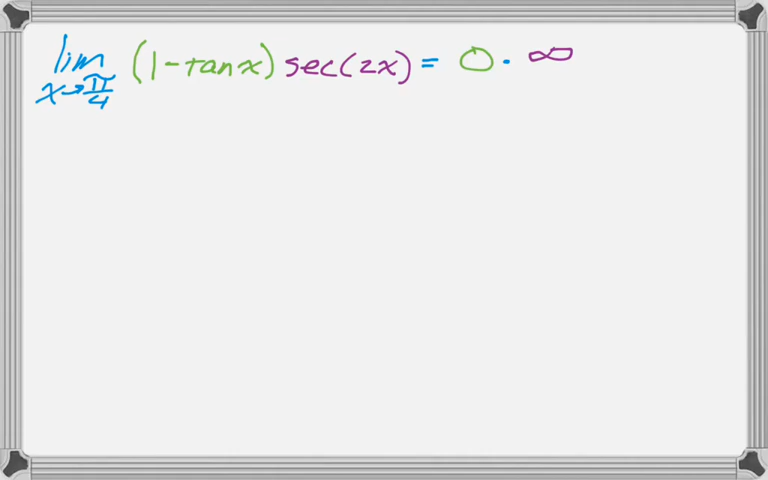 lim x→π/4 (1-tanx) sec(2x) = 0 · ∞